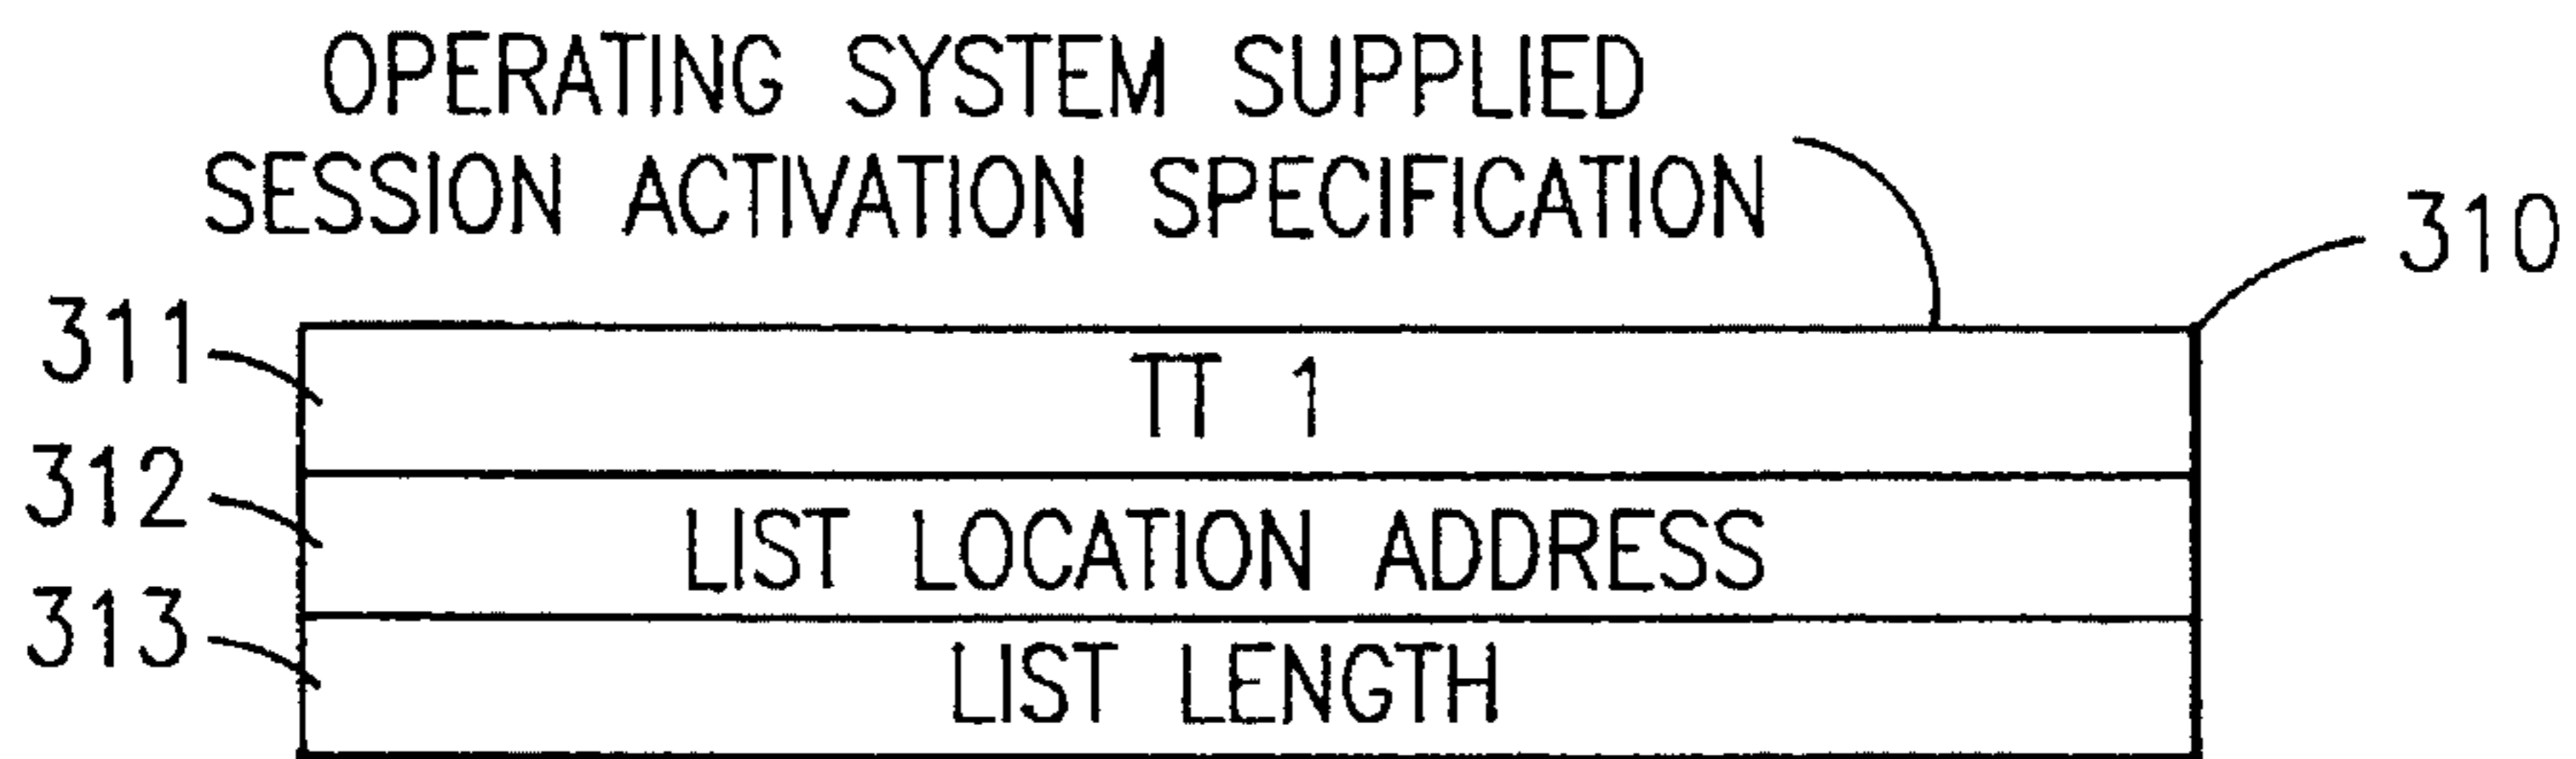 OPERATING SYSTEM SUPPLIED
SESSION ACTIVATION SPECIFICATION
310
311
TT 1
312
LIST LOCATION ADDRESS
313
LIST LENGTH